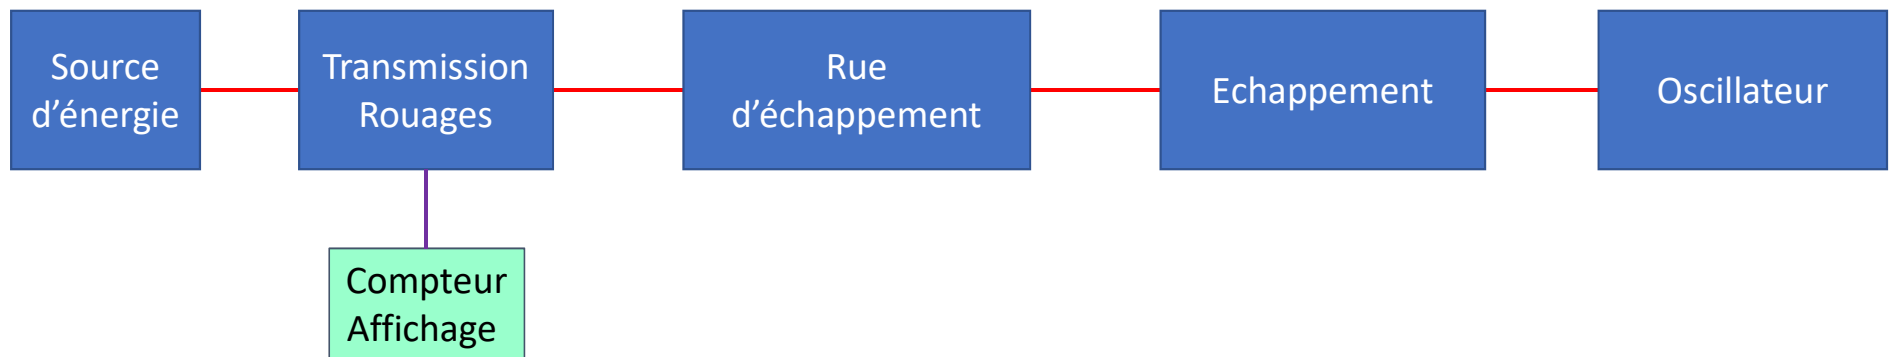 Source
d’énergie
Transmission
Rouages
Rue
d’échappement
Echappement
Oscillateur
Compteur
Affichage